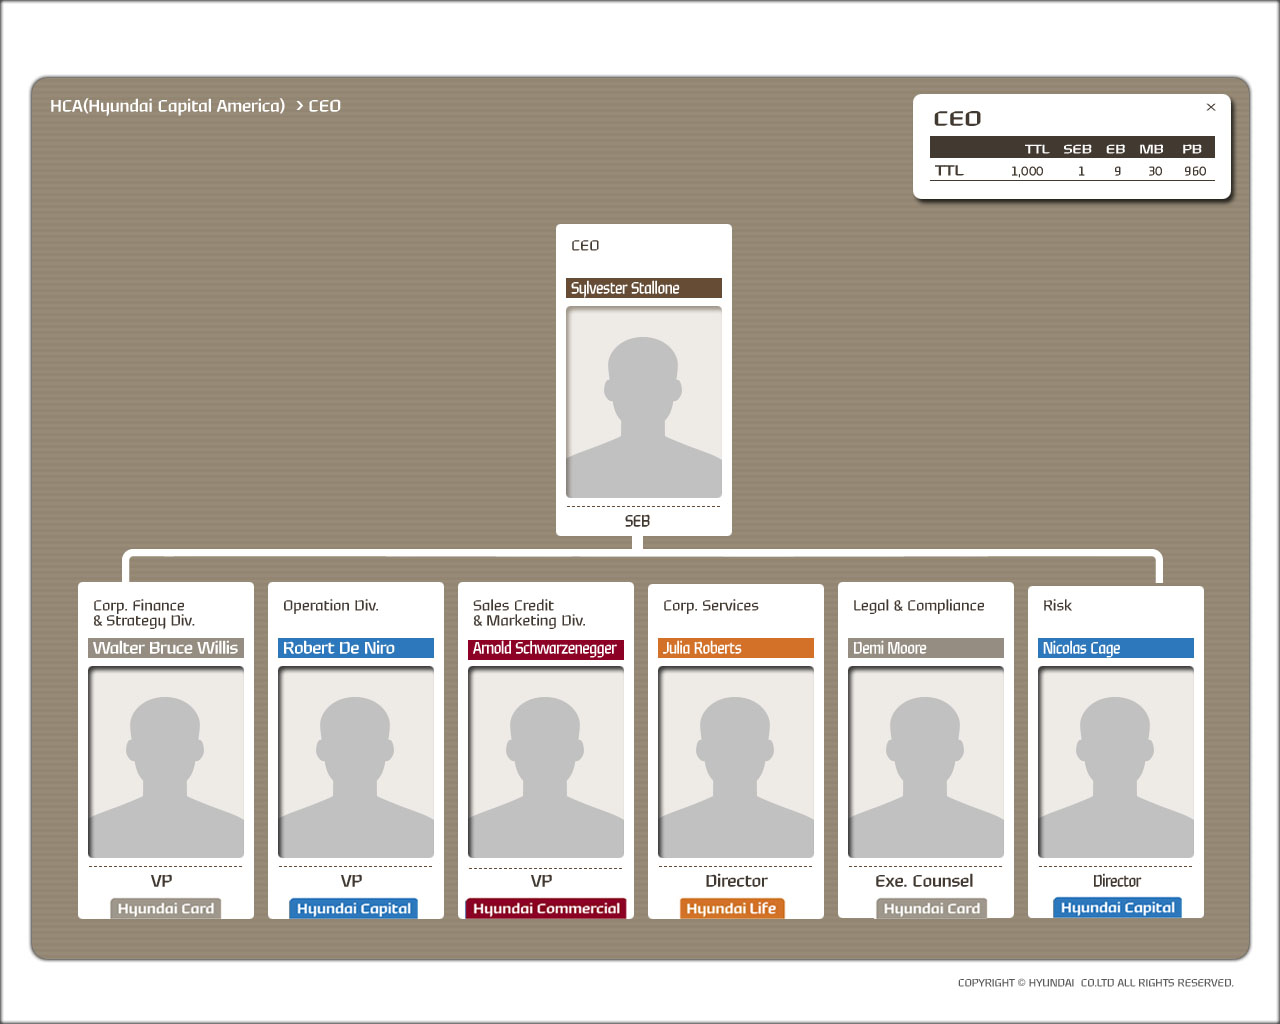 HCA(Hyundai Capital America) > CEO
×
CEO
TTL SEB EB MB PB
TTL 1,000 1 9 30 960
CEO
Sylvester Stallone
SEB
Corp. Finance
& Strategy Div.
Walter Bruce Willis
VP
Hyundai Card
Operation Div.
Robert De Niro
VP
Hyundai Capital
Sales Credit
& Marketing Div.
Arnold Schwarzenegger
VP
Hyundai Commercial
Corp. Services
Julia Roberts
Director
Hyundai Life
Legal & Compliance
Demi Moore
Exe. Counsel
Hyundai Card
Risk
Nicolas Cage
Director
Hyundai Capital
COPYRIGHT © HYUNDAI CO.LTD ALL RIGHTS RESERVED.